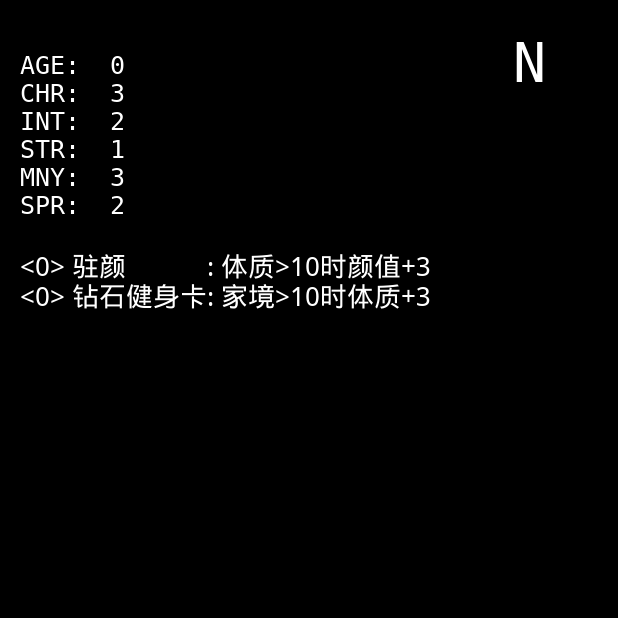 N
AGE: 0
CHR: 3
INT: 2
STR: 1
MNY: 3
SPR: 2
<0> 驻颜 : 体质>10时颜值+3
<0> 钻石健身卡: 家境>10时体质+3